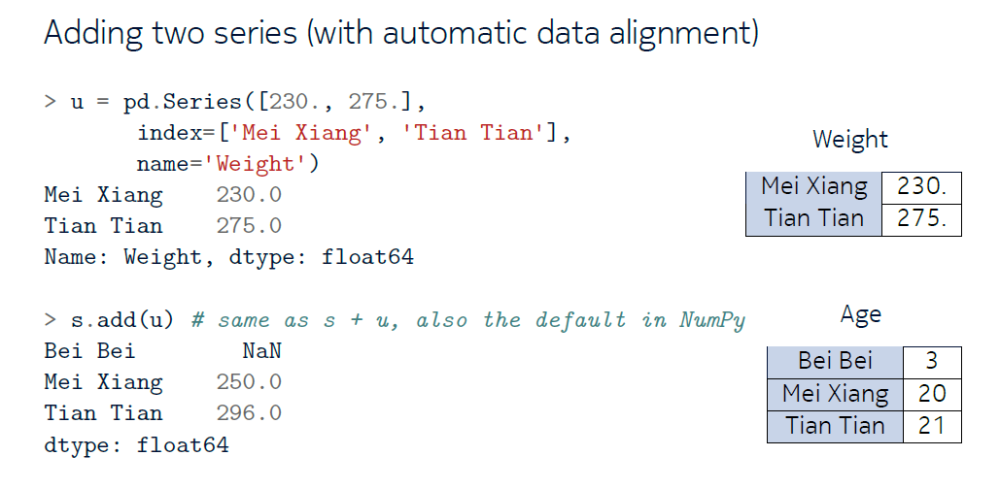 Adding two series (with automatic data alignment)
> u = pd.Series([230., 275.],
index=['Mei Xiang', 'Tian Tian'],
name='Weight')
Mei Xiang 230.0
Tian Tian 275.0
Name: Weight, dtype: float64
Weight
Mei Xiang 230.
Tian Tian 275.
> s.add(u) # same as s + u, also the default in NumPy
Bei Bei NaN
Mei Xiang 250.0
Tian Tian 296.0
dtype: float64
Age
Bei Bei 3
Mei Xiang 20
Tian Tian 21